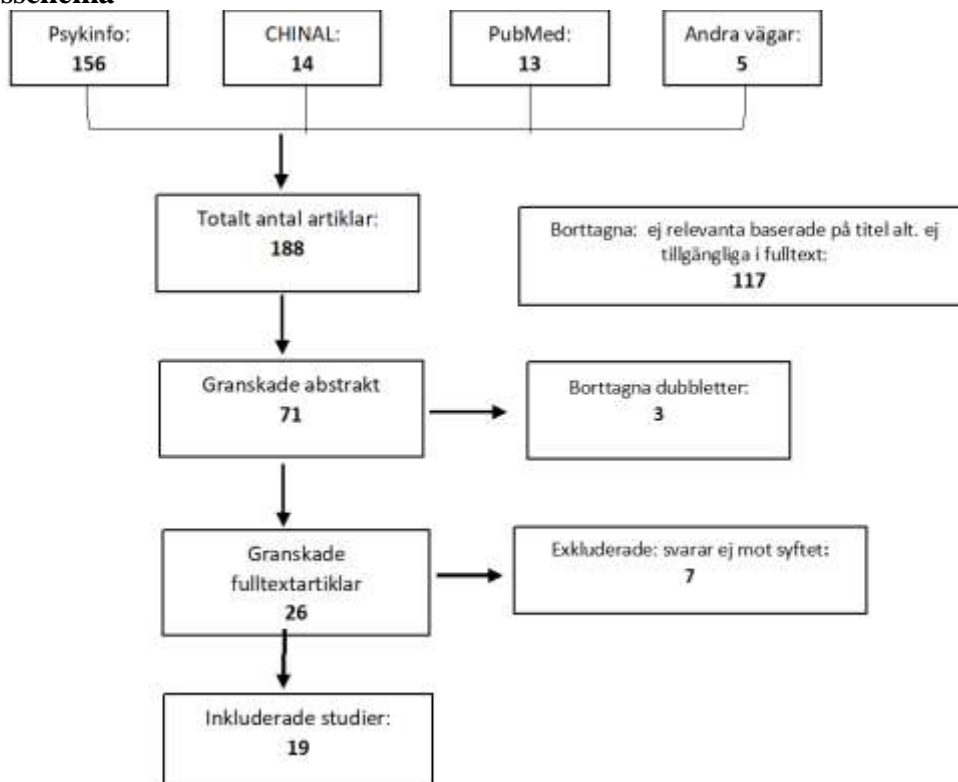 Psykinfo:
156
CHINAL:
14
PubMed:
13
Andra vägar:
5
Totalt antal artiklar:
188
Borttagna: ej relevanta baserade på titel alt. ej
tillgängliga i fulltext:
117
Granskade abstrakt
71
Borttagna dubbletter:
3
Granskade
fulltextartiklar
26
Exkluderade: svarar ej mot syftet:
7
Inkluderade studier:
19